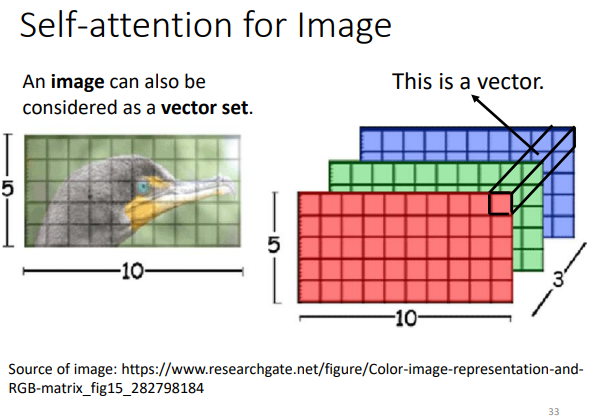 Self-attention for Image
An image can also be
considered as a vector set.
This is a vector.
5
10
5
10
3
Source of image: https://www.researchgate.net/figure/Color-image-representation-and-
RGB-matrix_fig15_282798184
33